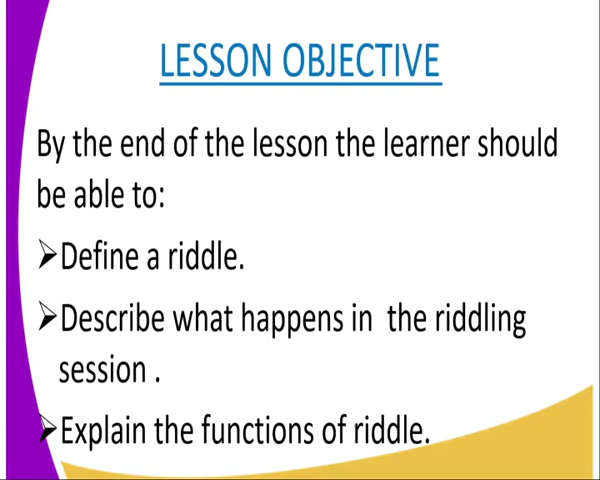 LESSON OBJECTIVE
By the end of the lesson the learner should
be able to:
➢Define a riddle.
➢Describe what happens in  the riddling
session .
➢Explain the functions of riddle.